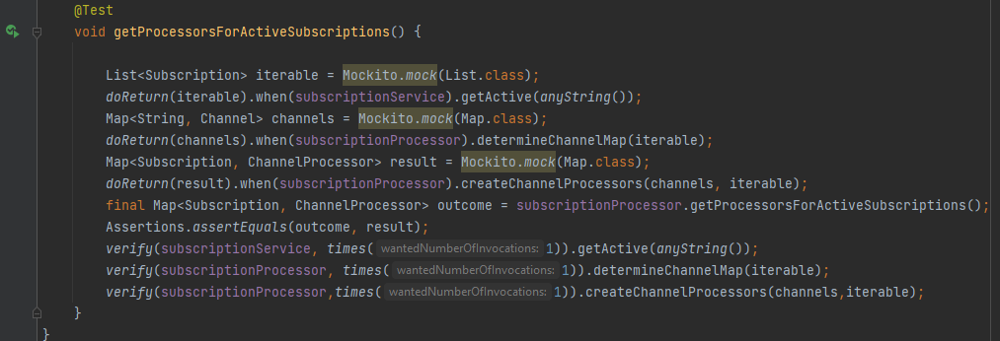 @Test
void getProcessorsForActiveSubscriptions() {
List<Subscription> iterable = Mockito.mock(List.class);
doReturn(iterable).when(subscriptionService).getActive(anyString());
Map<String, Channel> channels = Mockito.mock(Map.class);
doReturn(channels).when(subscriptionProcessor).determineChannelMap(iterable);
Map<Subscription, ChannelProcessor> result = Mockito.mock(Map.class);
doReturn(result).when(subscriptionProcessor).createChannelProcessors(channels, iterable);
final Map<Subscription, ChannelProcessor> outcome = subscriptionProcessor.getProcessorsForActiveSubscriptions();
Assertions.assertEquals(outcome, result);
verify(subscriptionService, times( wantedNumberOfInvocations: 1)).getActive(anyString());
verify(subscriptionProcessor, times( wantedNumberOfInvocations: 1)).determineChannelMap(iterable);
verify(subscriptionProcessor,times( wantedNumberOfInvocations: 1)).createChannelProcessors(channels,iterable);
}
}